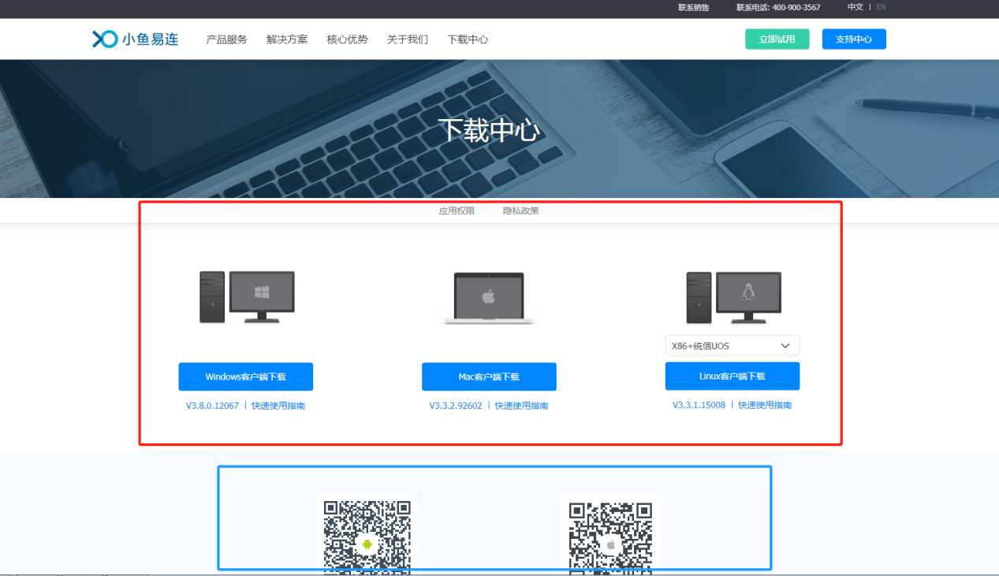 联系销售 联系电话: 400-900-3567 中文 | EN
小鱼易连 产品服务 解决方案 核心优势 关于我们 下载中心 立即试用 支持中心
下载中心
应用权限 隐私政策
X86+统信UOS
Windows客户端下载 Mac客户端下载 Linux客户端下载
V3.8.0.12067 | 快速使用指南 V3.3.2.92602 | 快速使用指南 V3.3.1.15008 | 快速使用指南